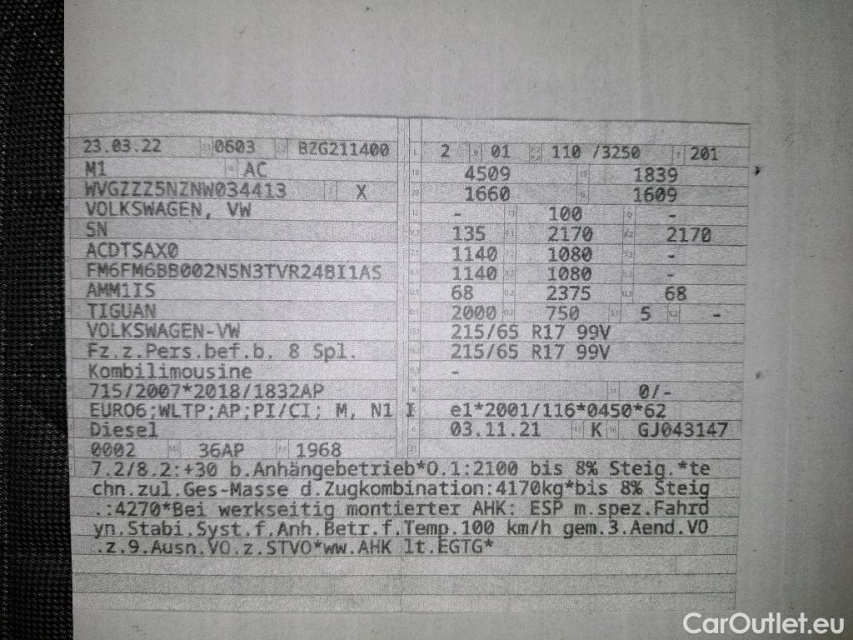 23.03.22 0603 BZG211400 2 01 110 /3250 201
M1 AC 4509 1839
WVGZZZ5NZNW034413 X 1660 1609
VOLKSWAGEN, VW - 100 -
5N 135 2170 2170
ACDTSAX0 1140 1080 -
FM6FM6BB002N5N3TVR24BI1AS 1140 1080 -
AMM1IS 68 2375 68
TIGUAN 2000 750 5 -
VOLKSWAGEN-VW 215/65 R17 99V
Fz.z.Pers.bef.b. 8 Spl. 215/65 R17 99V
Kombilimousine -
715/2007*2018/1832AP 0/-
EURO6;WLTP;AP;PI/CI; M, N1 I e1*2001/116*0450*62
Diesel 03.11.21 K GJ043147
0002 36AP 1968
7.2/8.2:+30 b.Anhängebetrieb*O.1:2100 bis 8% Steig.*te
chn.zul.Ges-Masse d.Zugkombination:4170kg*bis 8% Steig
.:4270*Bei werkseitig montierter AHK: ESP m.spez.Fahrd
yn.Stabi.Syst.f.Anh.Betr.f.Temp.100 km/h gem.3.Aend.VO
.z.9.Ausn.VO.z.STVO*ww.AHK lt.EGTG*
CarOutlet.eu